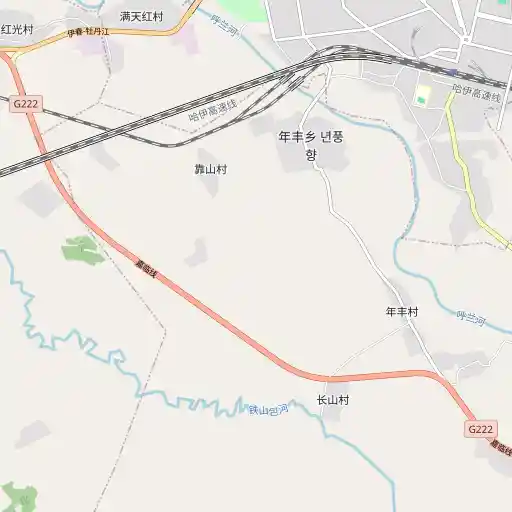 满天红村
呼兰河
红光村
伊春-牡丹江
哈伊高速线
G222
哈伊高速线
年丰乡 년풍
향
靠山村
嘉临线
年丰村
呼兰河
长山村
铁山包河
G222
嘉临线